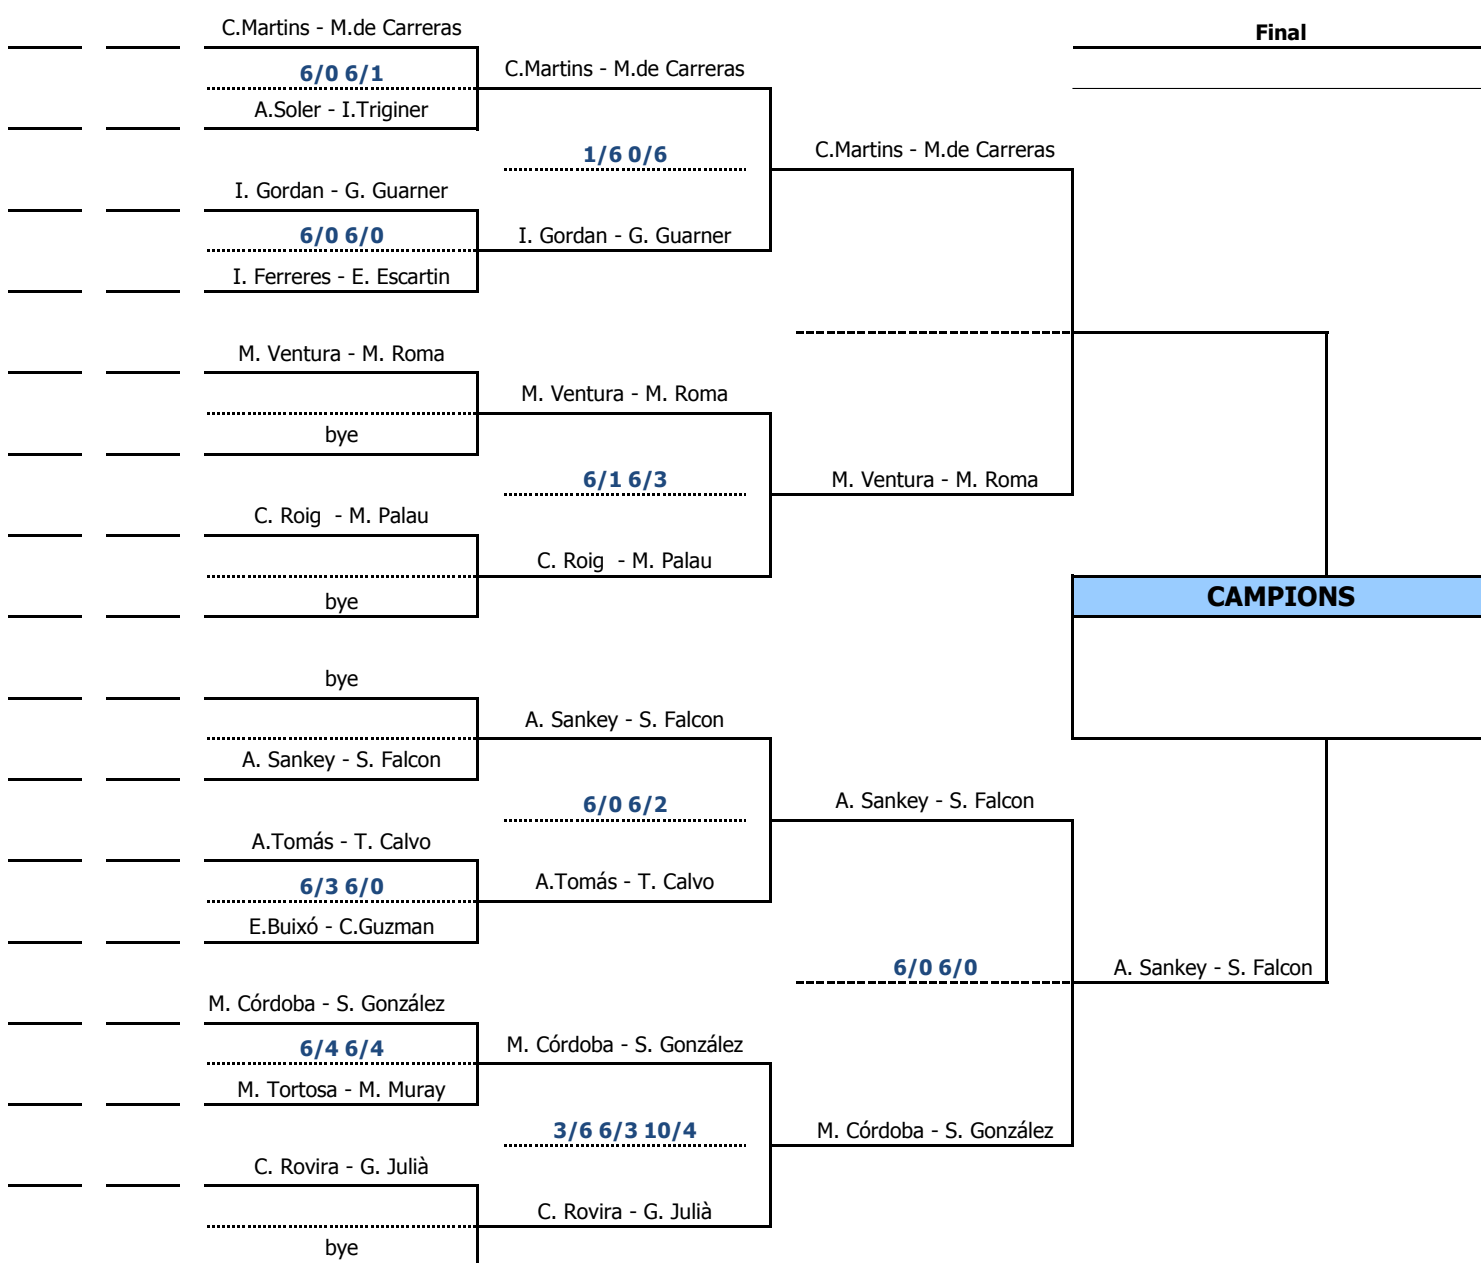 C.Martins - M.de Carreras
Final
6/0 6/1
C.Martins - M.de Carreras
A.Soler - I.Triginer
1/6 0/6
C.Martins - M.de Carreras
I. Gordan - G. Guarner
6/0 6/0
I. Gordan - G. Guarner
I. Ferreres - E. Escartin
M. Ventura - M. Roma
M. Ventura - M. Roma
bye
6/1 6/3
M. Ventura - M. Roma
C. Roig  - M. Palau
C. Roig  - M. Palau
bye
CAMPIONS
bye
A. Sankey - S. Falcon
A. Sankey - S. Falcon
6/0 6/2
A. Sankey - S. Falcon
A.Tomás - T. Calvo
6/3 6/0
A.Tomás - T. Calvo
E.Buixó - C.Guzman
6/0 6/0
A. Sankey - S. Falcon
M. Córdoba - S. González
6/4 6/4
M. Córdoba - S. González
M. Tortosa - M. Muray
3/6 6/3 10/4
M. Córdoba - S. González
C. Rovira - G. Julià
C. Rovira - G. Julià
bye